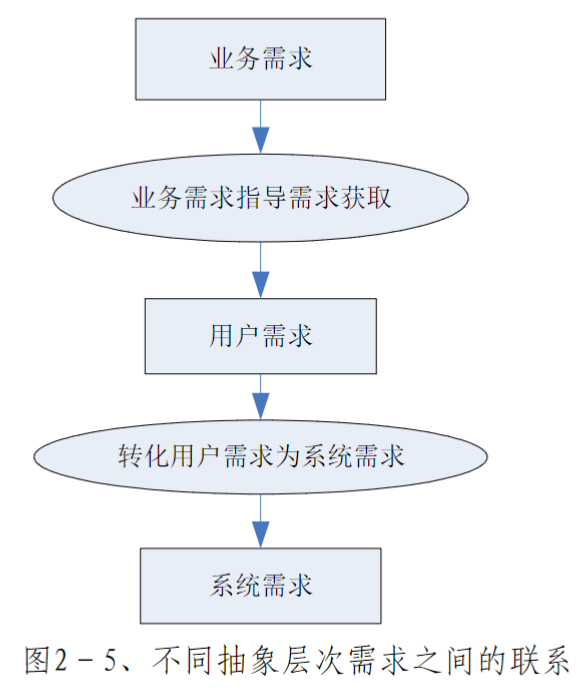 业务需求
业务需求指导需求获取
用户需求
转化用户需求为系统需求
系统需求
图2-5、不同抽象层次需求之间的联系